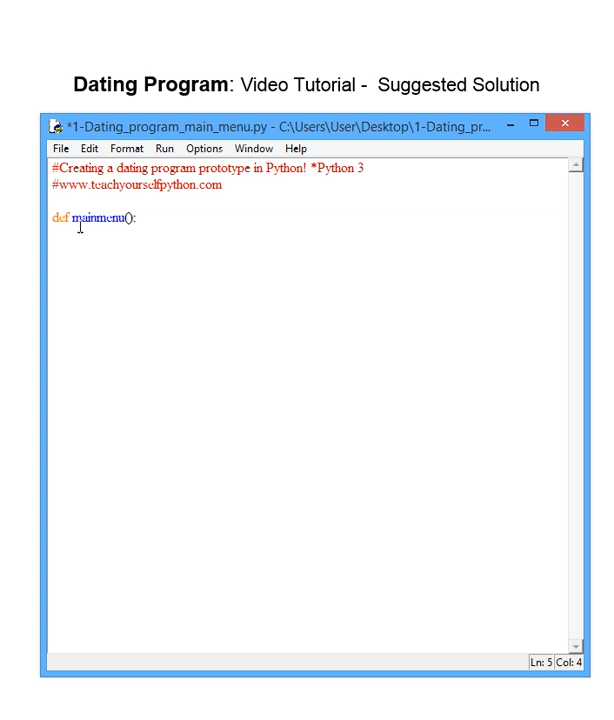 Dating Program: Video Tutorial - Suggested Solution
*1-Dating_program_main_menu.py - C:\Users\User\Desktop\1-Dating_pr...
File Edit Format Run Options Window Help
#Creating a dating program prototype in Python! *Python 3
#www.teachyourselfpython.com
def mainmenu():
Ln: 5 Col: 4